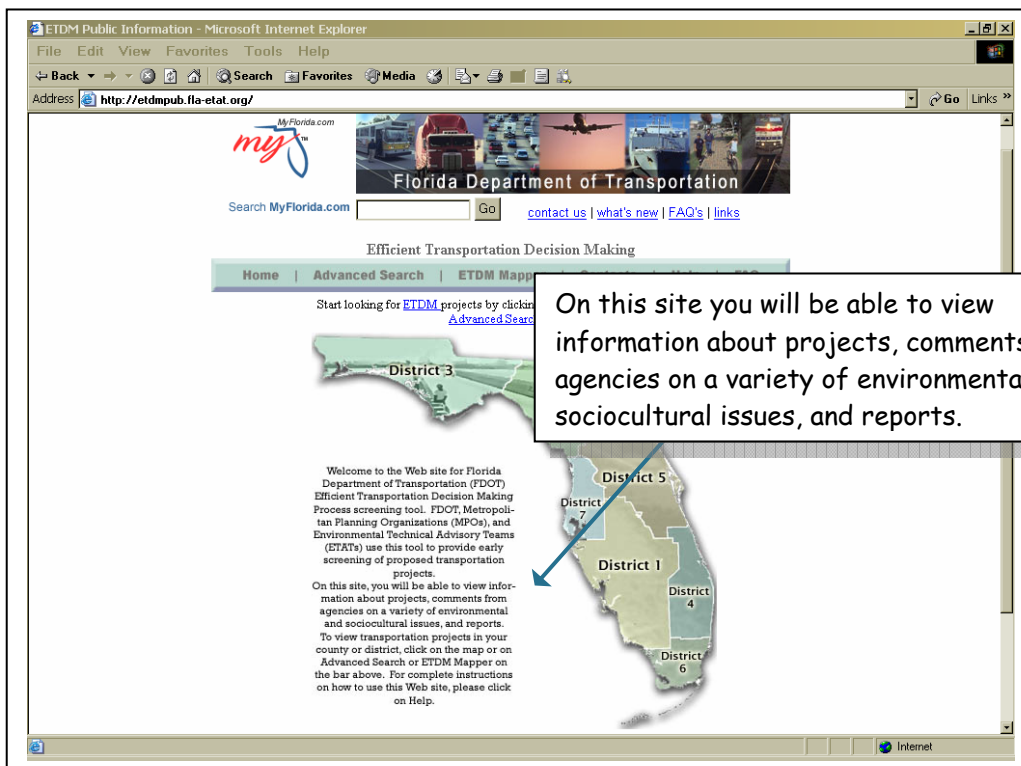 ETDM Public Information - Microsoft Internet Explorer
File Edit View Favorites Tools Help
Back Search Favorites Media
Address http://etdmpub.fla-etat.org/ Go Links »
MyFlorida.com
my
Florida Department of Transportation
Search MyFlorida.com Go contact us | what's new | FAQ's | links
Efficient Transportation Decision Making
Home | Advanced Search | ETDM Mapp
Start looking for ETDM projects by clickin
Advanced Searc
On this site you will be able to view
information about projects, comments
agencies on a variety of environmenta
sociocultural issues, and reports.
District 3
District 5
District
7
District 1
District
4
District
6
Welcome to the Web site for Florida
Department of Transportation (FDOT)
Efficient Transportation Decision Making
Process screening tool. FDOT, Metropoli-
tan Planning Organizations (MPOs), and
Environmental Technical Advisory Teams
(ETATs) use this tool to provide early
screening of proposed transportation
projects.
On this site, you will be able to view infor-
mation about projects, comments from
agencies on a variety of environmental
and sociocultural issues, and reports.
To view transportation projects in your
county or district, click on the map or on
Advanced Search or ETDM Mapper on
the bar above. For complete instructions
on how to use this Web site, please click
on Help.
Internet